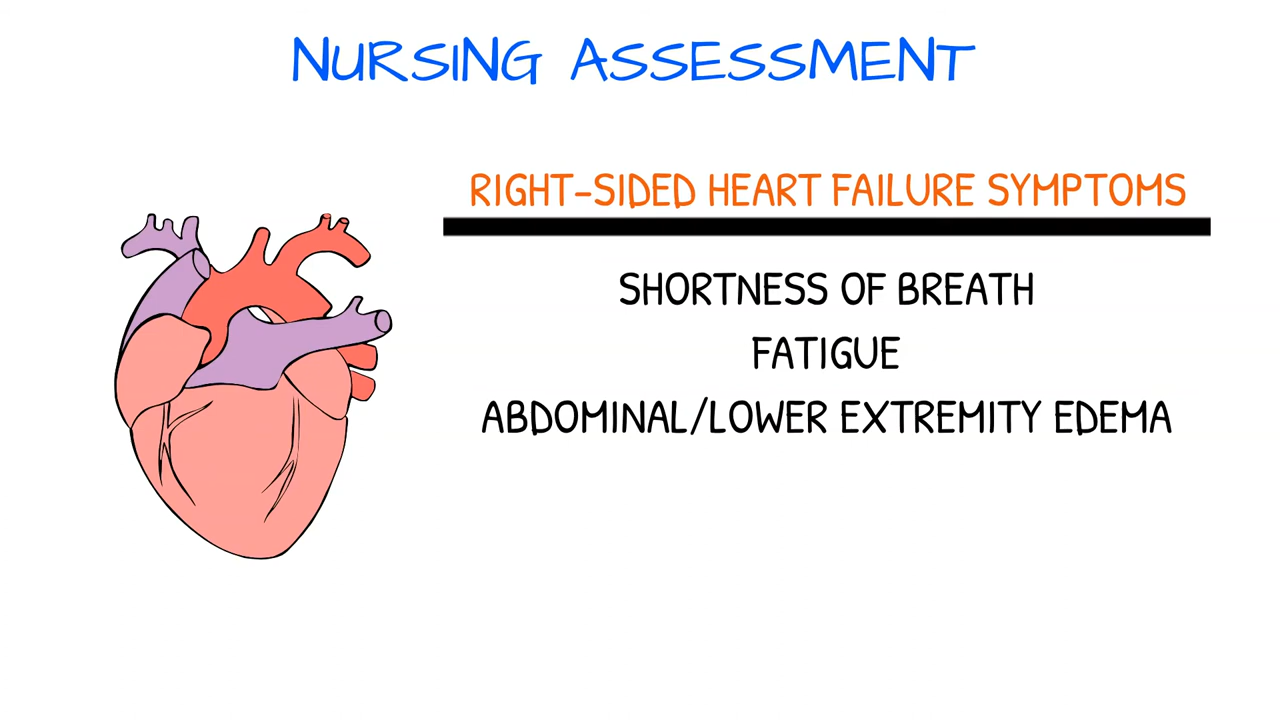 NURSING ASSESSMENT
RIGHT-SIDED HEART FAILURE SYMPTOMS
SHORTNESS OF BREATH
FATIGUE
ABDOMINAL/LOWER EXTREMITY EDEMA